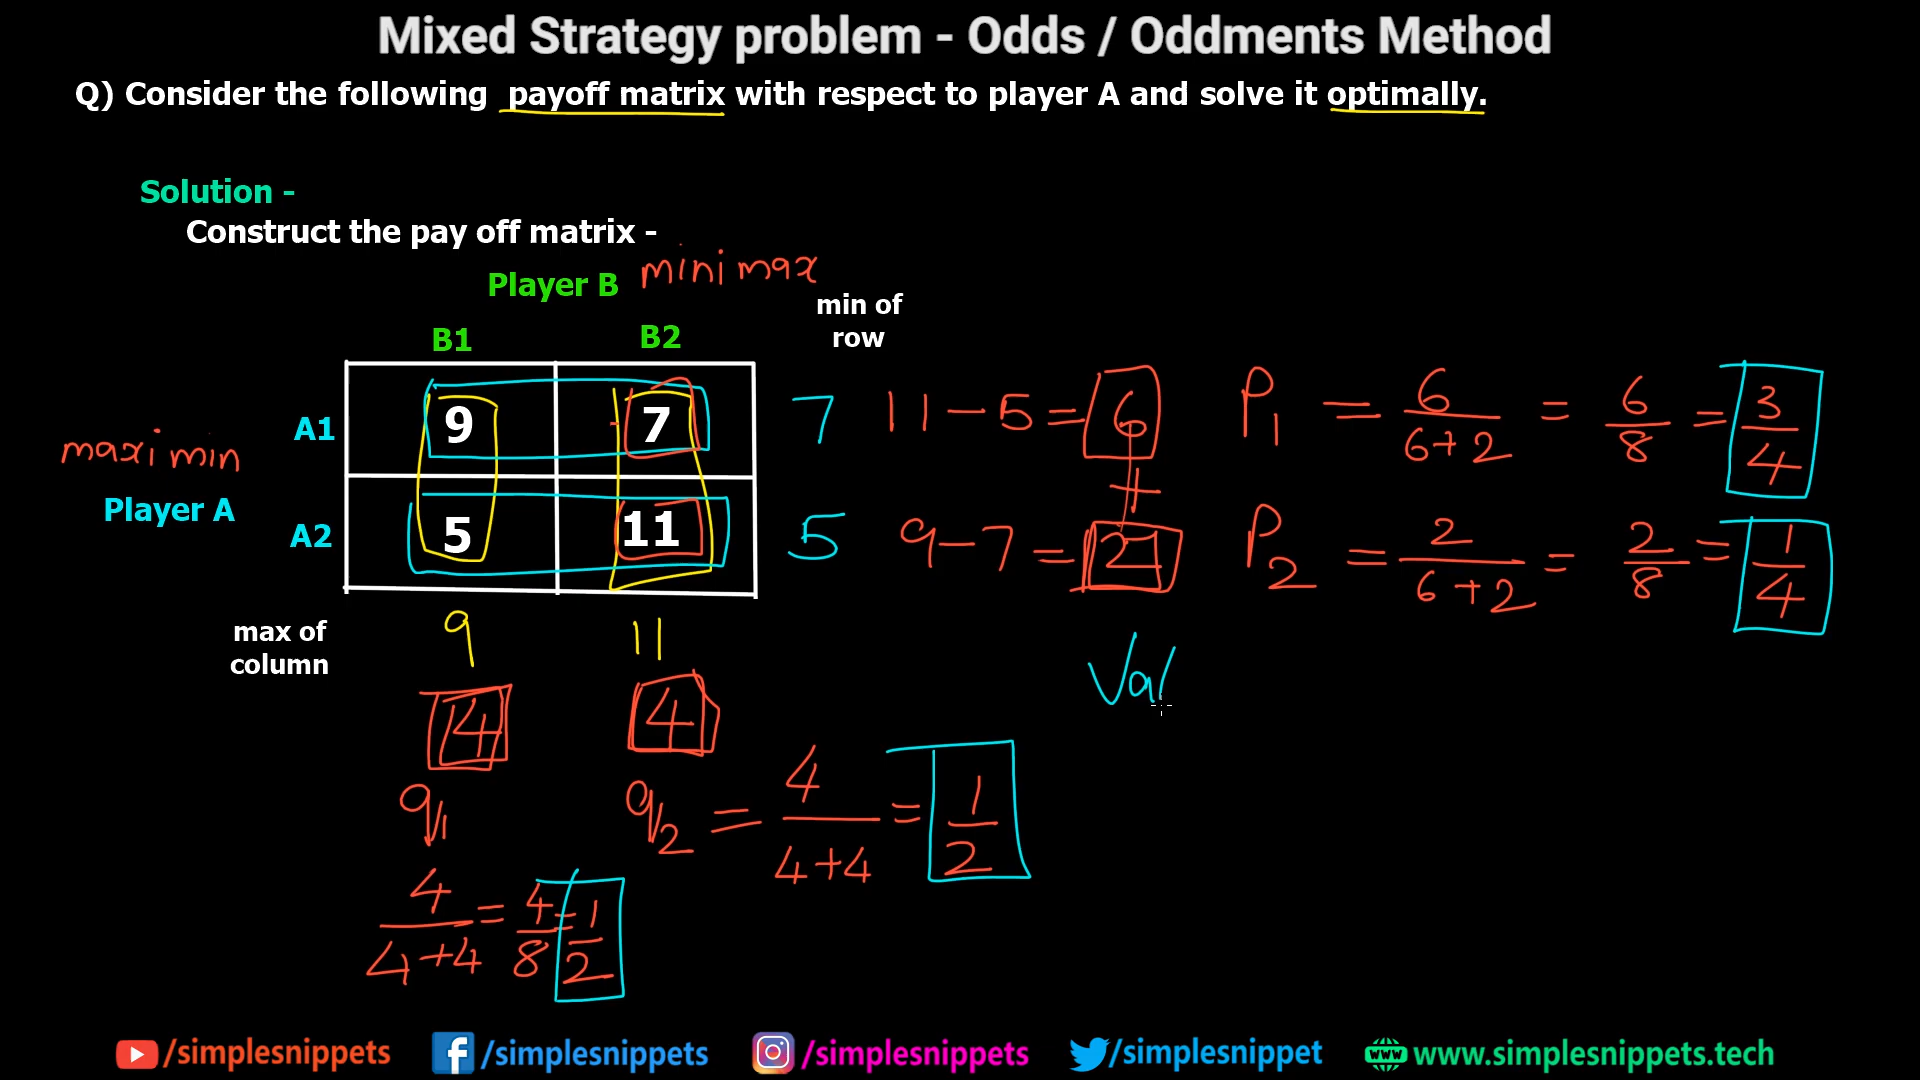 Mixed Strategy problem - Odds / Oddments Method
Q) Consider the following payoff matrix with respect to player A and solve it optimally.
Solution -
Construct the pay off matrix -
Player B minimax
min of
row
B1 B2
A1 9 7 7 11-5=6 P1 = 6/(6+2) = 6/8 = 3/4
maximin
+
Player A
A2 5 11 5 9-7=2 P2 = 2/(6+2) = 2/8 = 1/4
max of
column
9 11
Val
4 4
q1 q2 = 4/(4+4) = 1/2
4/(4+4) = 4/8 = 1/2
/simplesnippets /simplesnippets /simplesnippets /simplesnippet www www.simplesnippets.tech